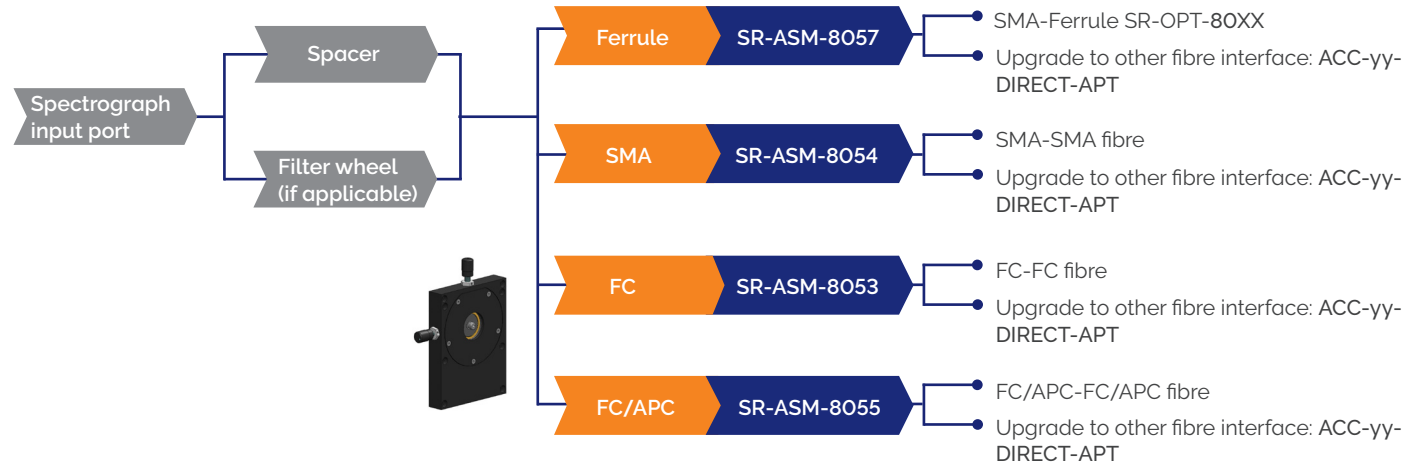 Spectrograph
input port
Spacer
Filter wheel
(if applicable)
Ferrule
SR-ASM-8057
SMA-Ferrule SR-OPT-80XX
Upgrade to other fibre interface: ACC-yy-
DIRECT-APT
SMA
SR-ASM-8054
SMA-SMA fibre
Upgrade to other fibre interface: ACC-yy-
DIRECT-APT
FC
SR-ASM-8053
FC-FC fibre
Upgrade to other fibre interface: ACC-yy-
DIRECT-APT
FC/APC
SR-ASM-8055
FC/APC-FC/APC fibre
Upgrade to other fibre interface: ACC-yy-
DIRECT-APT